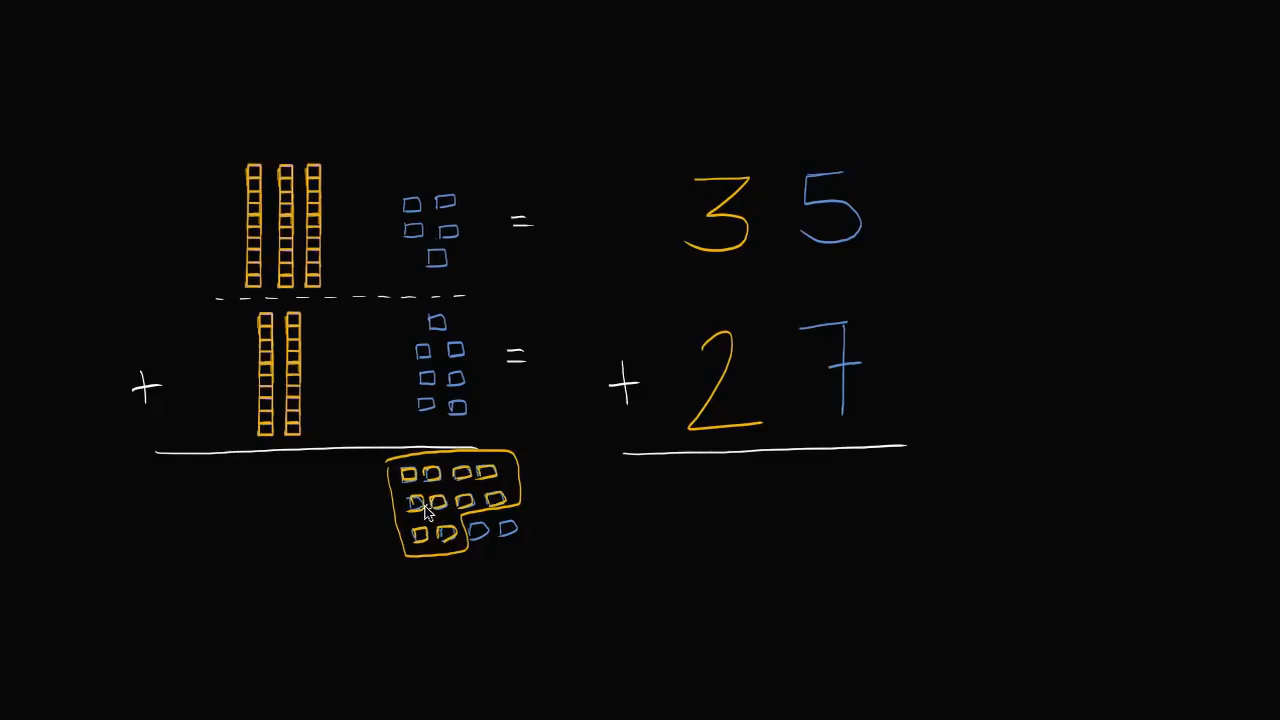 = 35
+ = + 27